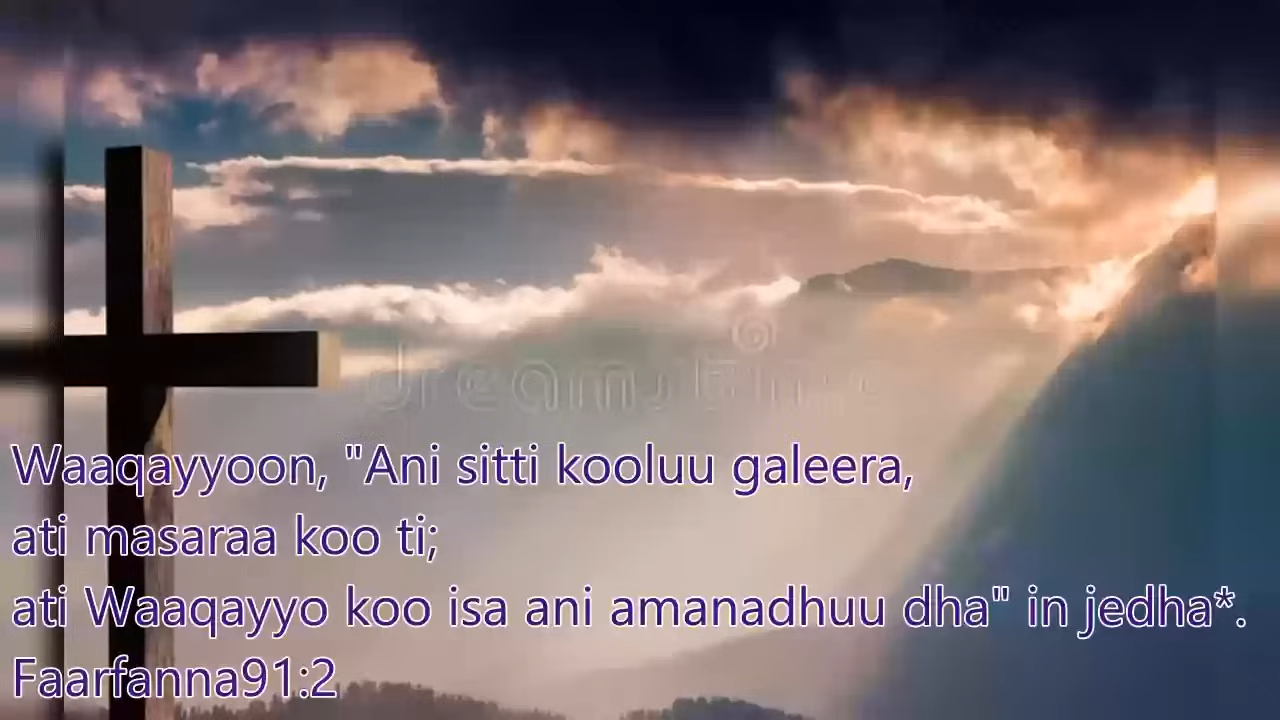 dreamstime
Waaqayyoon, "Ani sitti kooluu galeera,
ati masaraa koo ti;
ati Waaqayyo koo isa ani amanadhuu dha" in jedha*.
Faarfanna91:2